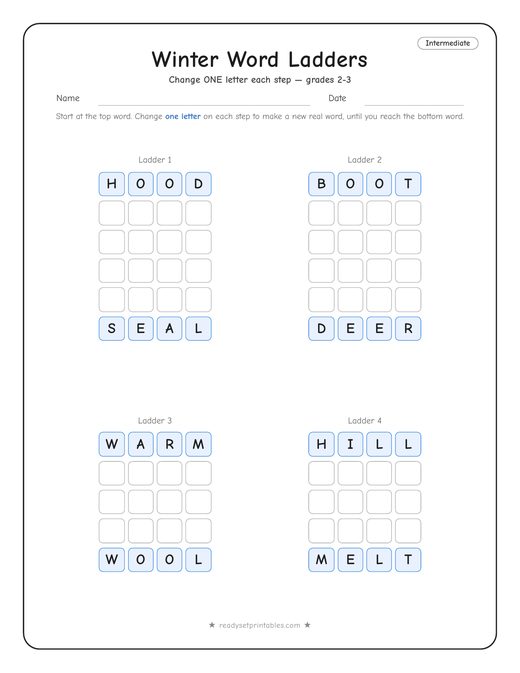 Intermediate
Winter Word Ladders
Change ONE letter each step — grades 2-3
Name Date
Start at the top word. Change one letter on each step to make a new real word, until you reach the bottom word.
Ladder 1 Ladder 2
H O O D B O O T
S E A L D E E R
Ladder 3 Ladder 4
W A R M H I L L
W O O L M E L T
★ readysetprintables.com ★